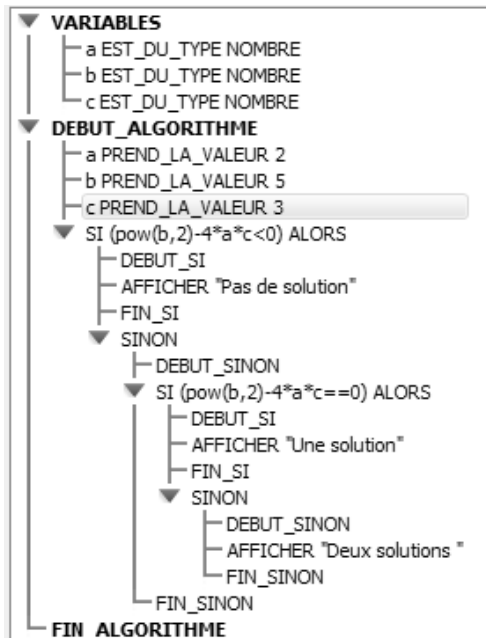 VARIABLES
a EST_DU_TYPE NOMBRE
b EST_DU_TYPE NOMBRE
c EST_DU_TYPE NOMBRE
DEBUT_ALGORITHME
a PREND_LA_VALEUR 2
b PREND_LA_VALEUR 5
c PREND_LA_VALEUR 3
SI (pow(b,2)-4*a*c<0) ALORS
DEBUT_SI
AFFICHER "Pas de solution"
FIN_SI
SINON
DEBUT_SINON
SI (pow(b,2)-4*a*c==0) ALORS
DEBUT_SI
AFFICHER "Une solution"
FIN_SI
SINON
DEBUT_SINON
AFFICHER "Deux solutions "
FIN_SINON
FIN_SINON
FIN_ALGORITHME